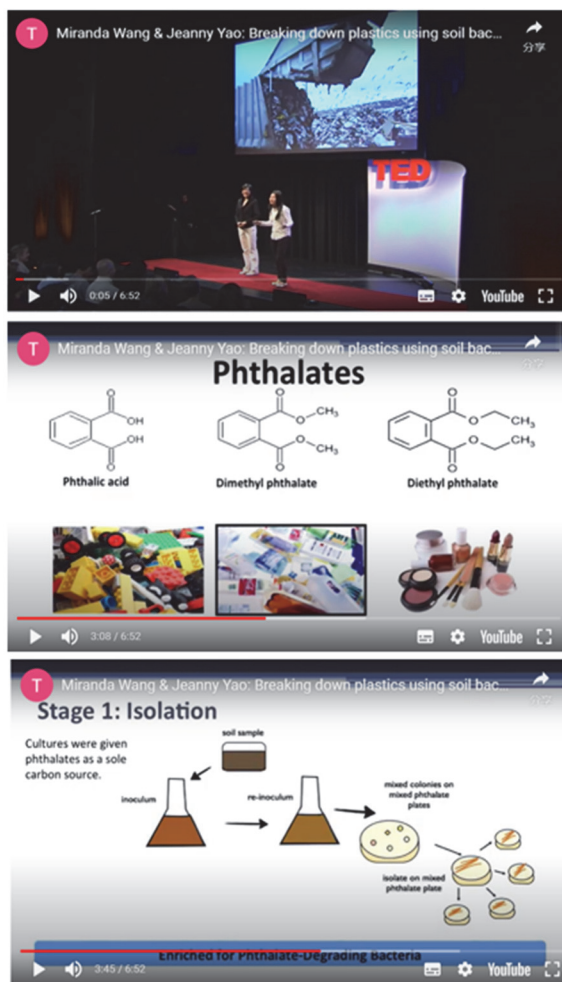 T
Miranda Wang & Jeanny Yao: Breaking down plastics using soil bac...
分享
TED
0:05 / 6:52
YouTube
T
Miranda Wang & Jeanny Yao: Breaking down plastics using soil bac...
分享
Phthalates
O
OH
OH
O
Phthalic acid
O
O
CH₃
O
CH₃
O
Dimethyl phthalate
O
O
CH₃
O
CH₃
O
Diethyl phthalate
3:08 / 6:52
YouTube
T
Miranda Wang & Jeanny Yao: Breaking down plastics using soil bac...
分享
Stage 1: Isolation
Cultures were given
phthalates as a sole
carbon source.
soil sample
inoculum
re-inoculum
mixed colonies on
mixed phthalate
plates
isolate on mixed
phthalate plate
Enriched for Phthalate-Degrading Bacteria
3:45 / 6:52
YouTube